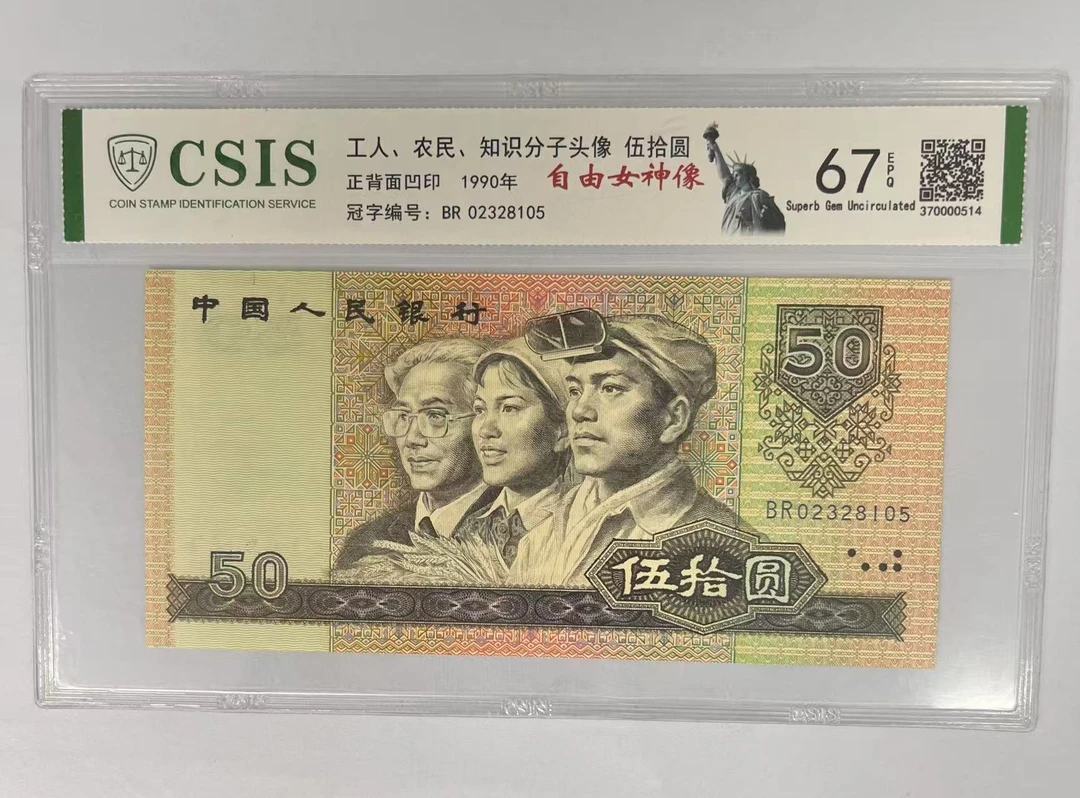 CSIS
COIN STAMP IDENTIFICATION SERVICE
工人、农民、知识分子头像 伍拾圆
正背面凹印 1990年 自由女神像
冠字编号：BR 02328105
67 EPQ
Superb Gem Uncirculated
370000514
中国人民银行
50
BR02328105
50
伍拾圆